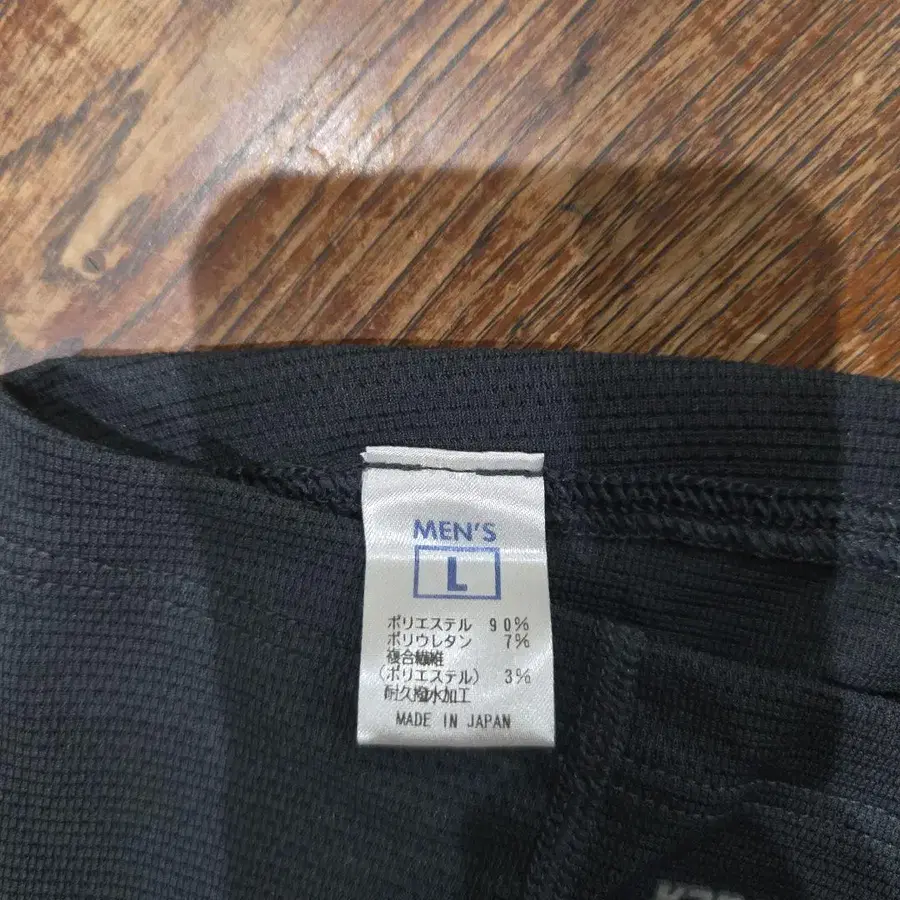 MEN'S
L
ポリエステル 90%
ポリウレタン 7%
複合繊維
(ポリエステル) 3%
耐久撥水加工
MADE IN JAPAN